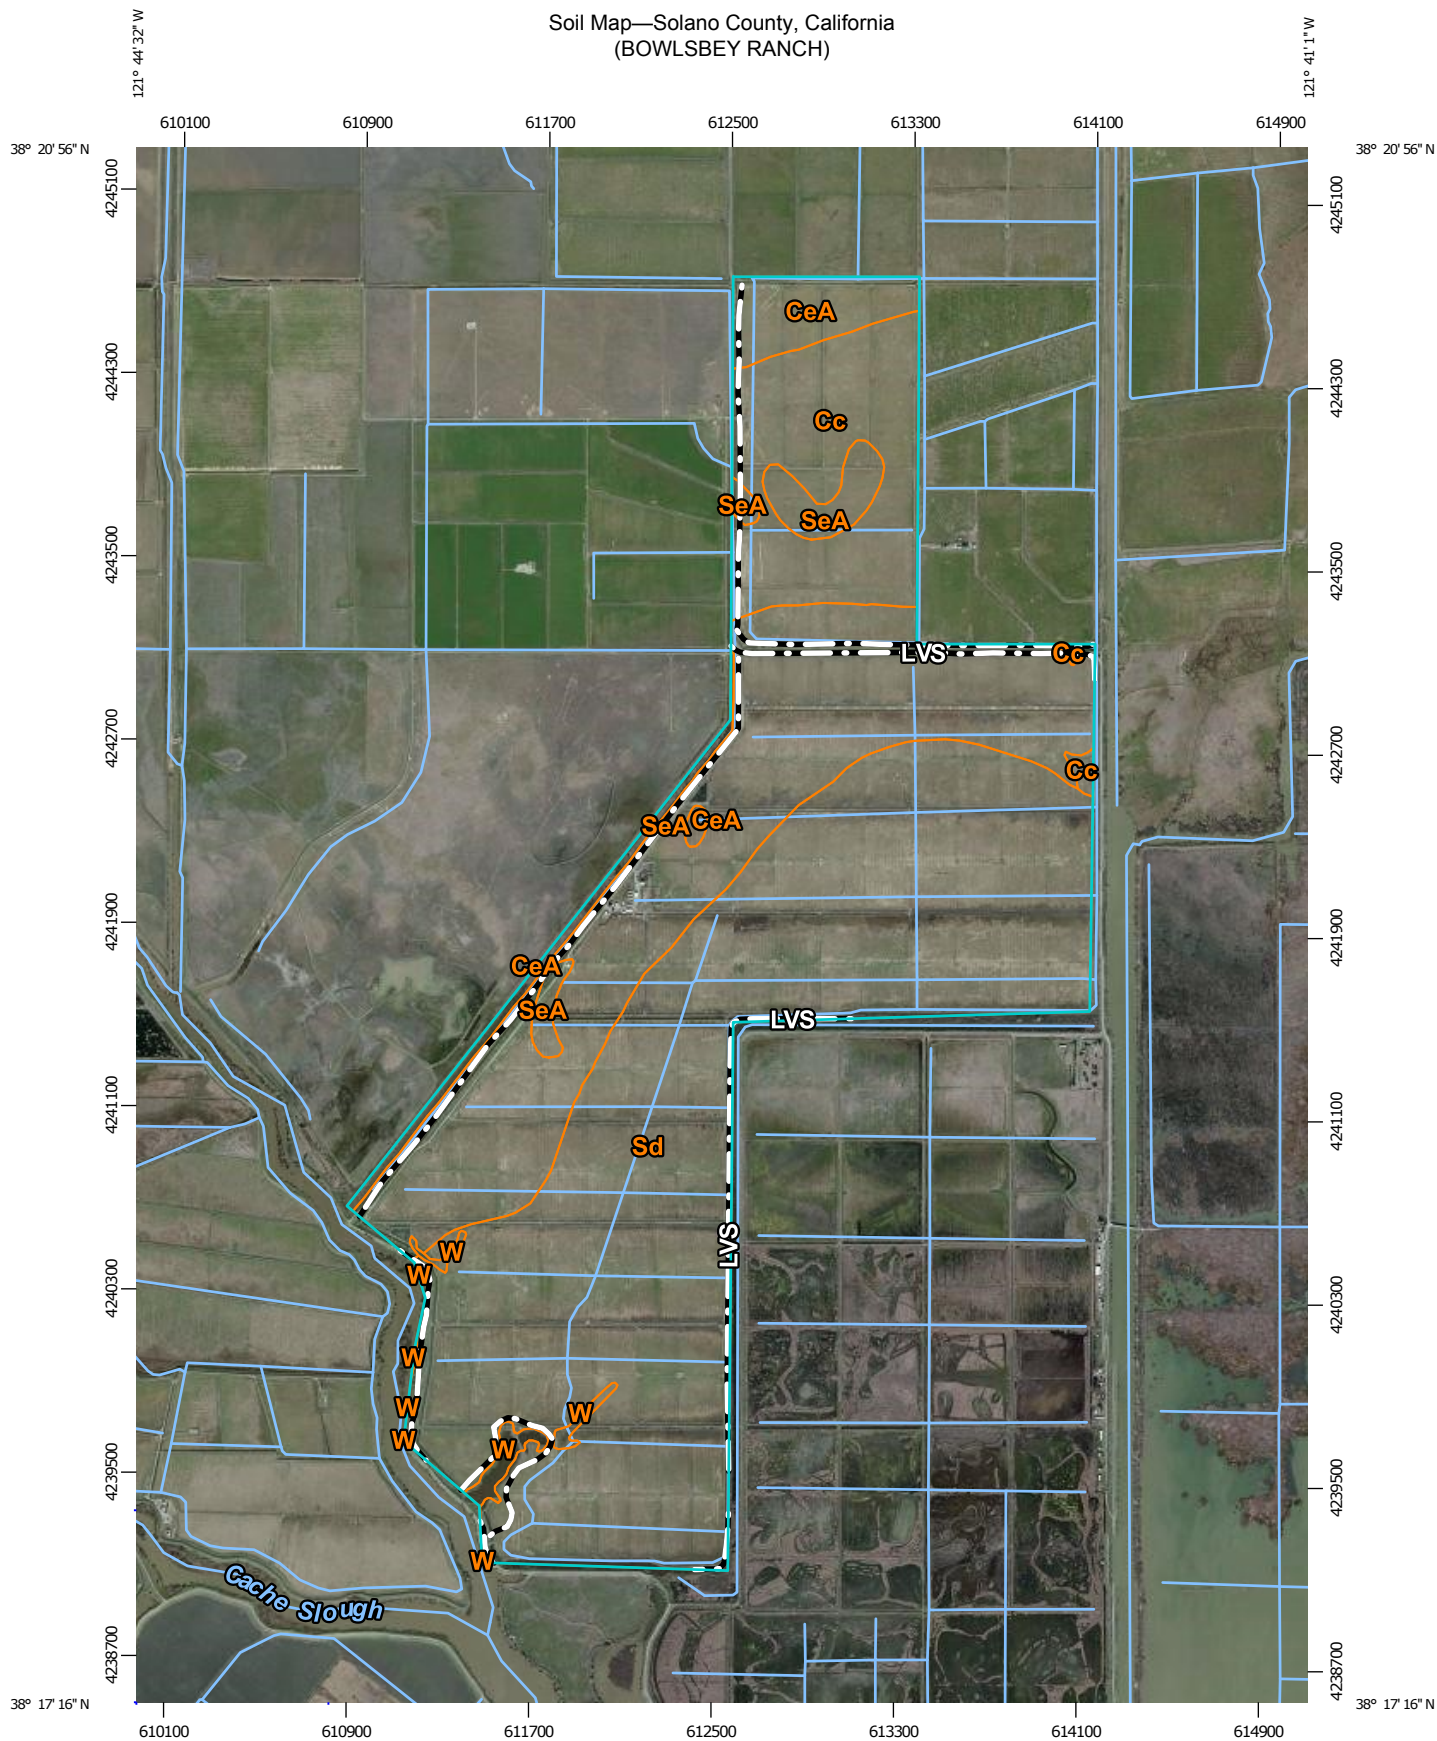 Soil Map—Solano County, California
(BOWLSBEY RANCH)
121° 44' 32" W
121° 41' 1" W
610100 610900 611700 612500 613300 614100 614900
38° 20' 56" N
38° 20' 56" N
4245100
4245100
CeA
4244300
4244300
Cc
SeA
SeA
4243500
4243500
LVS
Cc
4242700
4242700
Cc
SeA
CeA
4241900
4241900
CeA
SeA
LVS
4241100
4241100
Sd
LVS
W
W
4240300
4240300
W
W
W
W
W
4239500
4239500
W
Cache Slough
4238700
4238700
38° 17' 16" N
38° 17' 16" N
610100 610900 611700 612500 613300 614100 614900